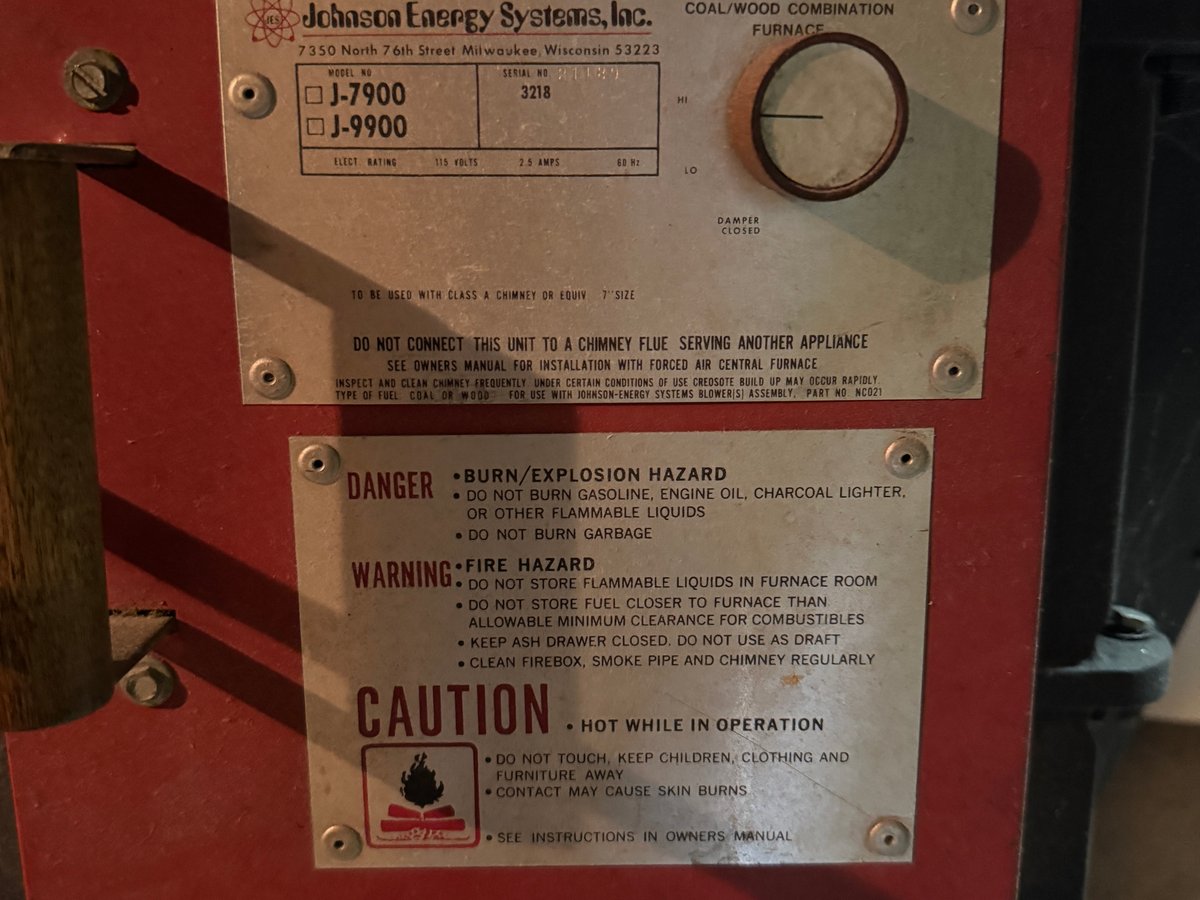 JES Johnson Energy Systems, Inc.
7350 North 76th Street Milwaukee, Wisconsin 53223
COAL/WOOD COMBINATION
FURNACE
MODEL NO
J-7900
J-9900
SERIAL NO.
3218
ELECT. RATING 115 VOLTS 2.5 AMPS 60 Hz
HI
LO
DAMPER
CLOSED
TO BE USED WITH CLASS A CHIMNEY OR EQUIV 7" SIZE
DO NOT CONNECT THIS UNIT TO A CHIMNEY FLUE SERVING ANOTHER APPLIANCE
SEE OWNERS MANUAL FOR INSTALLATION WITH FORCED AIR CENTRAL FURNACE
INSPECT AND CLEAN CHIMNEY FREQUENTLY. UNDER CERTAIN CONDITIONS OF USE CREOSOTE BUILD UP MAY OCCUR RAPIDLY.
TYPE OF FUEL: COAL OR WOOD FOR USE WITH JOHNSON-ENERGY SYSTEMS BLOWER(S) ASSEMBLY, PART NO. NC021
DANGER • BURN/EXPLOSION HAZARD
• DO NOT BURN GASOLINE, ENGINE OIL, CHARCOAL LIGHTER,
OR OTHER FLAMMABLE LIQUIDS
• DO NOT BURN GARBAGE
WARNING • FIRE HAZARD
• DO NOT STORE FLAMMABLE LIQUIDS IN FURNACE ROOM
• DO NOT STORE FUEL CLOSER TO FURNACE THAN
ALLOWABLE MINIMUM CLEARANCE FOR COMBUSTIBLES
• KEEP ASH DRAWER CLOSED. DO NOT USE AS DRAFT
• CLEAN FIREBOX, SMOKE PIPE AND CHIMNEY REGULARLY
CAUTION • HOT WHILE IN OPERATION
• DO NOT TOUCH, KEEP CHILDREN, CLOTHING AND
FURNITURE AWAY
• CONTACT MAY CAUSE SKIN BURNS
• SEE INSTRUCTIONS IN OWNERS MANUAL